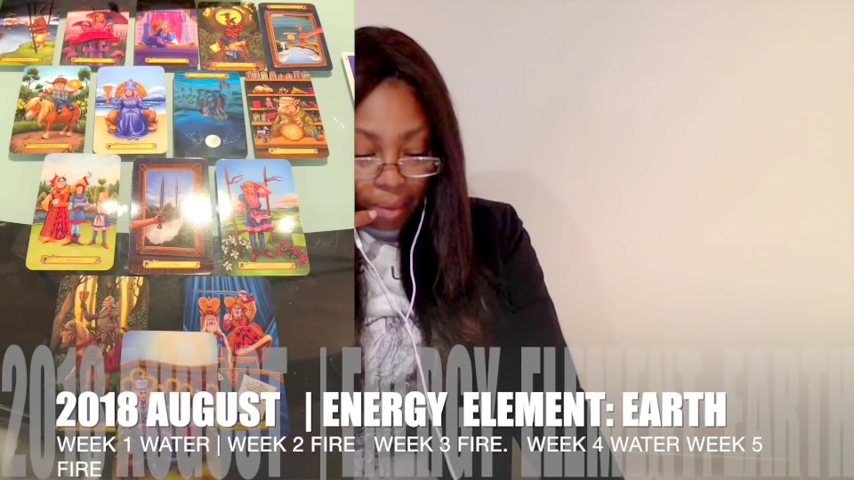 2018 AUGUST | ENERGY ELEMENT: EARTH
WEEK 1 WATER | WEEK 2 FIRE WEEK 3 FIRE. WEEK 4 WATER WEEK 5
FIRE